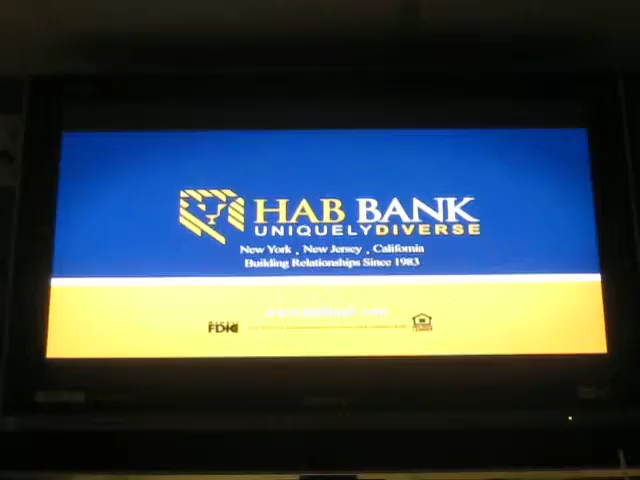 HAB BANK
UNIQUELYDIVERSE
New York , New Jersey , California
Building Relationships Since 1983
FDIC